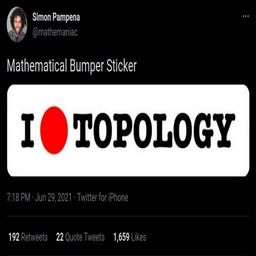 Simon Pampena
@mathemaniac
Mathematical Bumper Sticker
I TOPOLOGY
7:18 PM · Jun 29, 2021 · Twitter for iPhone
192 Retweets 22 Quote Tweets 1,659 Likes